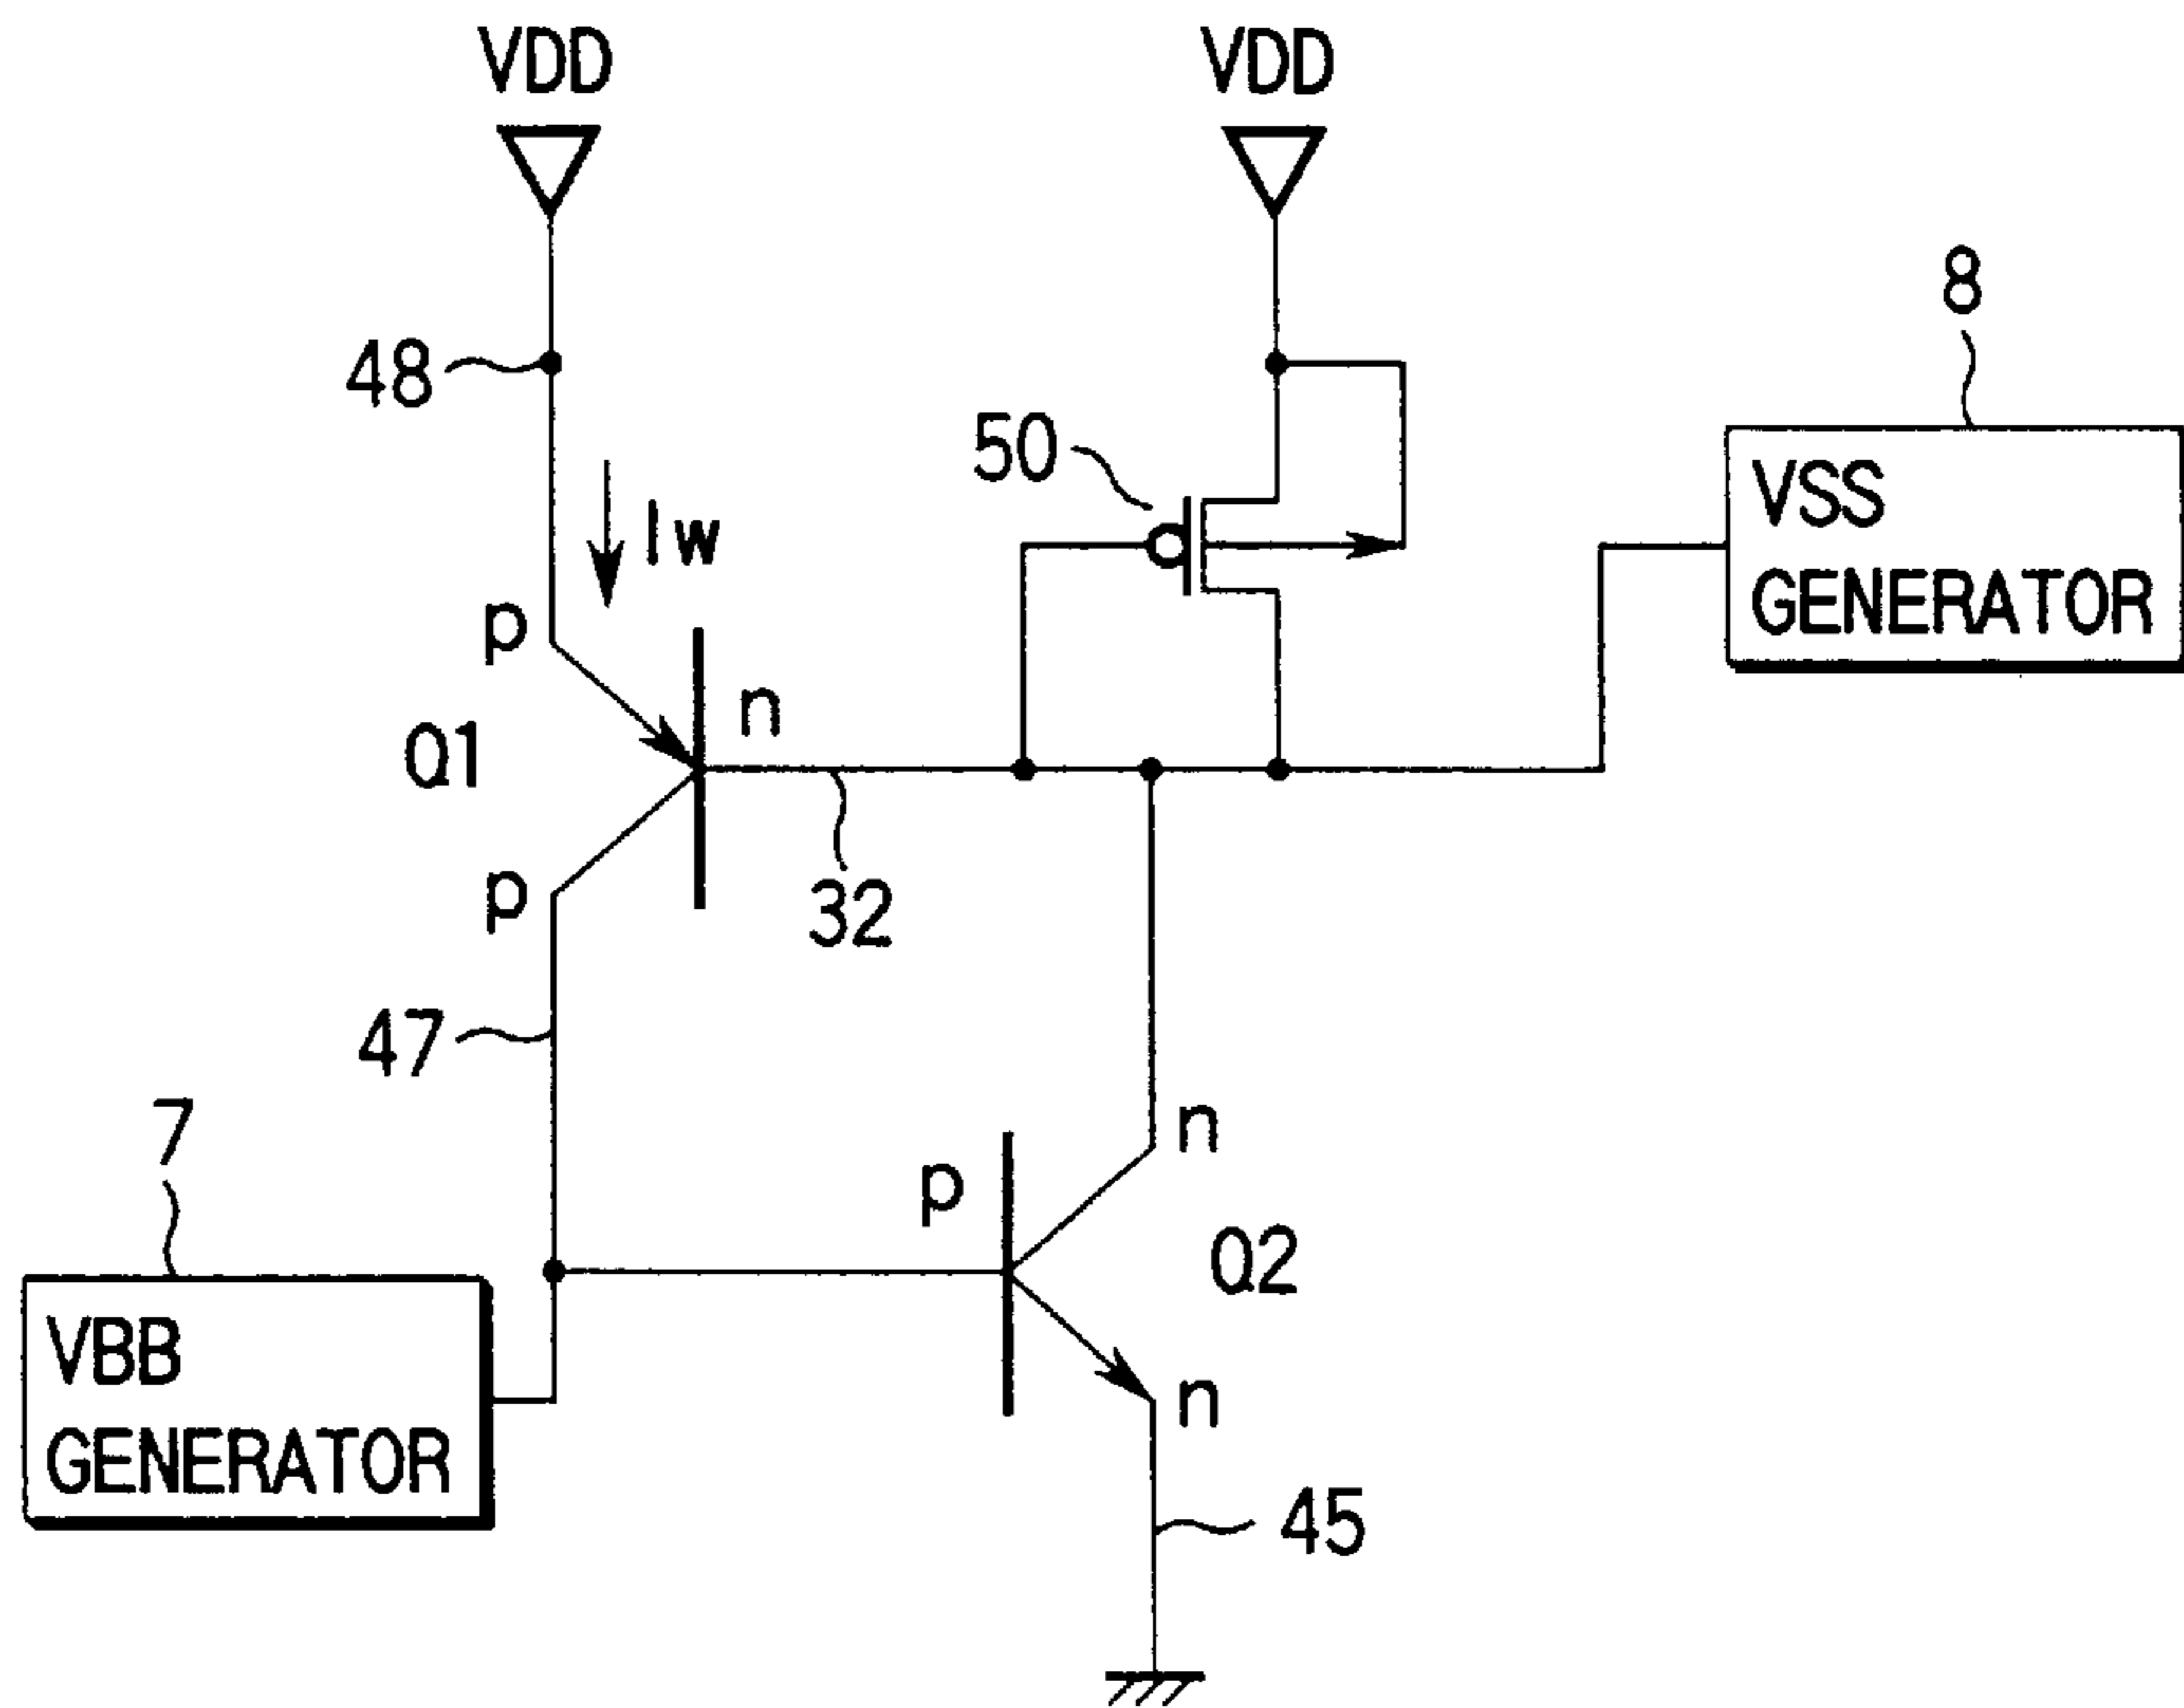 VDD
VDD
8
48
50
VSS
GENERATOR
Iw
p
n
Q1
p
32
47
7
n
p
Q2
VBB
GENERATOR
n
45